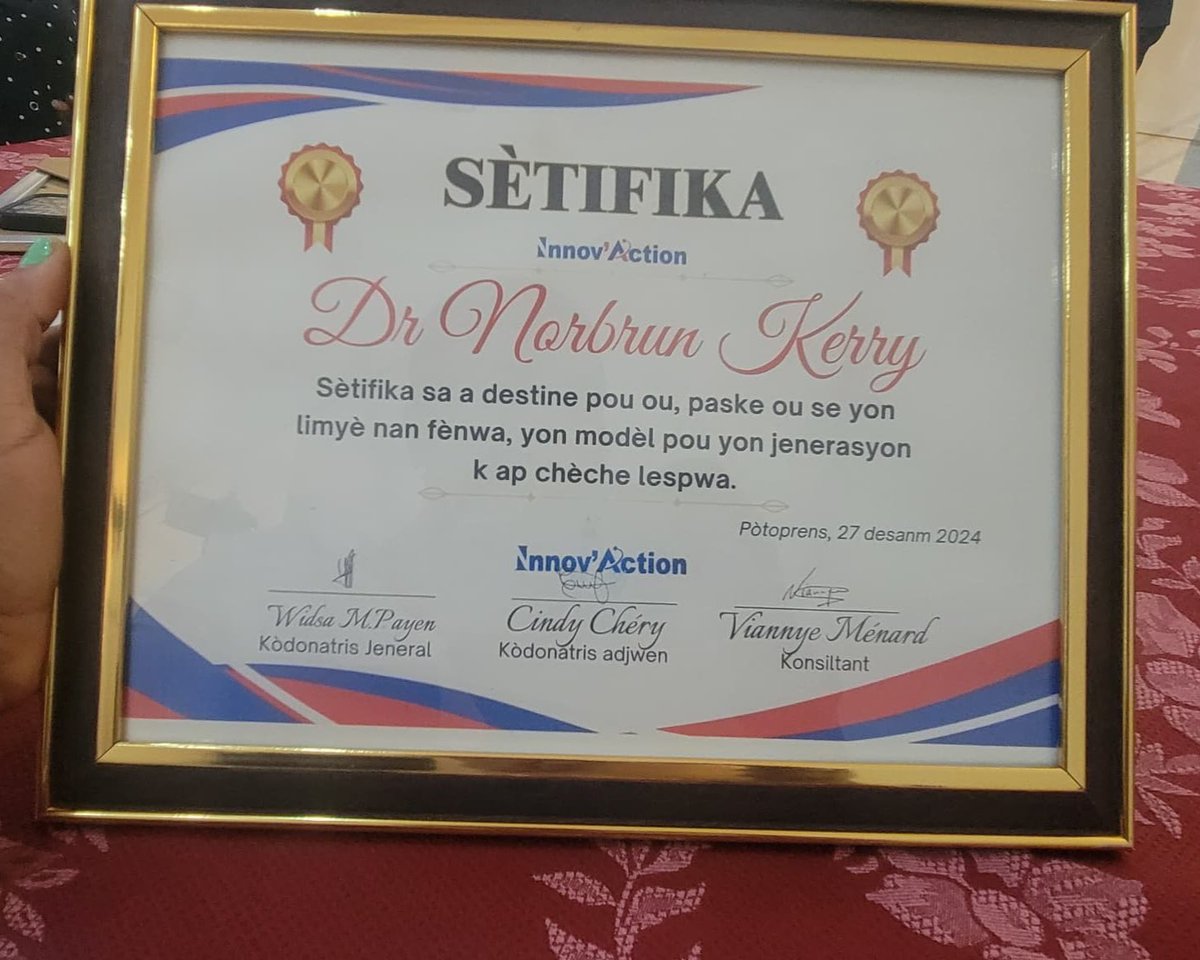 SÈTIFIKA
Innov'Action
Dr Norbrun Kerry
Sètifika sa a destine pou ou, paske ou se yon
limyè nan fènwa, yon modèl pou yon jenerasyon
k ap chèche lespwa.
Pòtoprens, 27 desanm 2024
Innov'Action
Widsa M.Payen
Kòdonatris Jeneral
Cindy Chéry
Kòdonatris adjwen
Viannye Ménard
Konsiltant